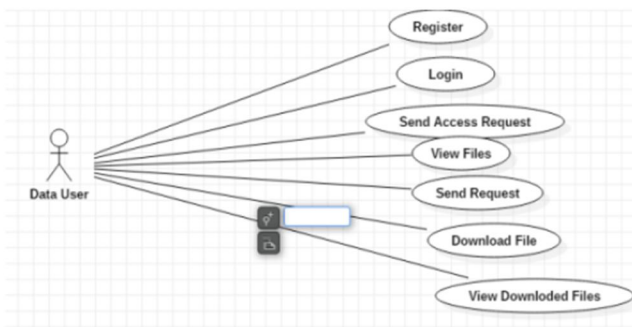 Register
Login
Send Access Request
View Files
Send Request
Data User
Download File
View Downloded Files